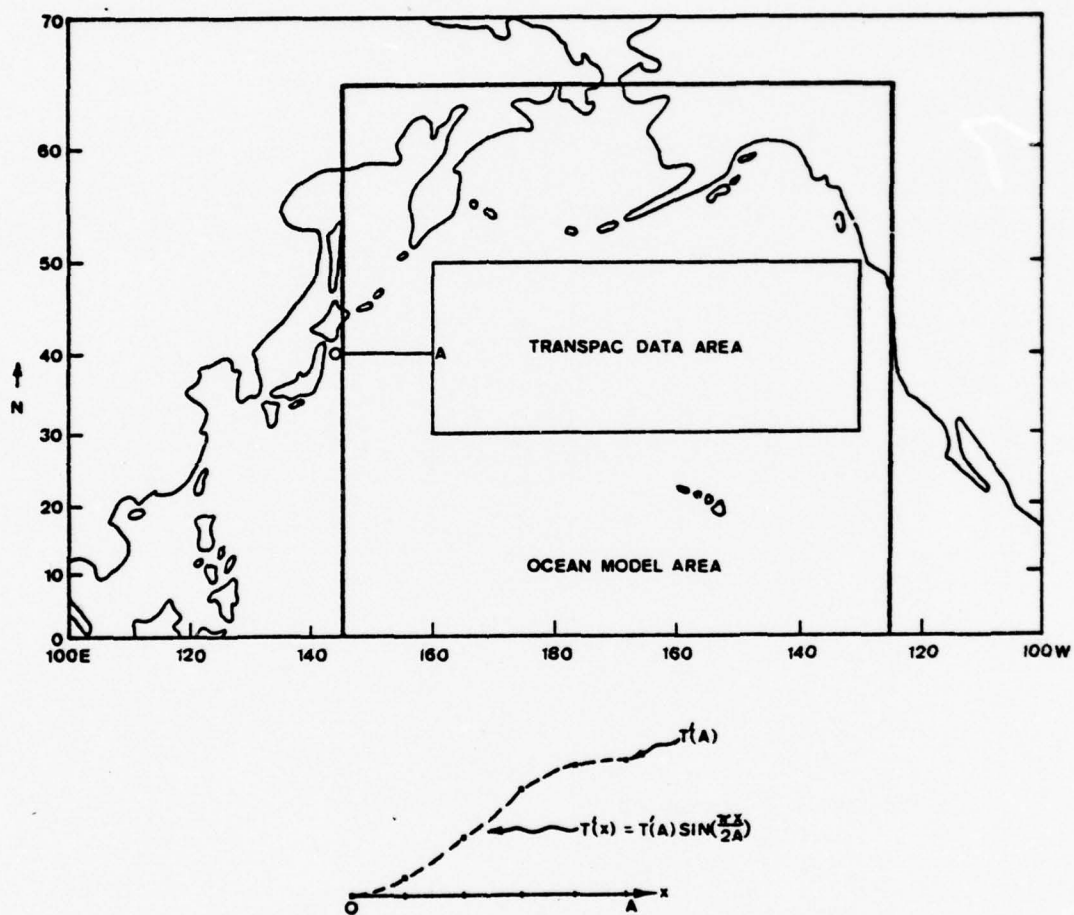 70
60
50
40
30
20
10
0
N
TRANSPAC DATA AREA
O
A
OCEAN MODEL AREA
100E 120 140 160 180 160 140 120 100W
T'(A)
T'(x) = T'(A) SIN(πx/2A)
O A x